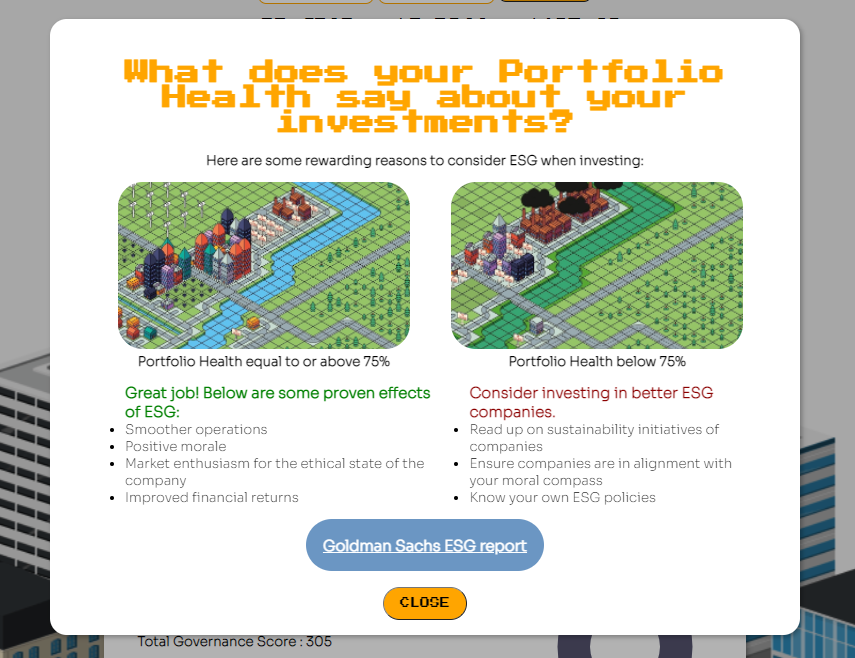 What does your Portfolio
Health say about your
investments?
Here are some rewarding reasons to consider ESG when investing:
Portfolio Health equal to or above 75%
Great job! Below are some proven effects
of ESG:
Smoother operations
Positive morale
Market enthusiasm for the ethical state of the
company
Improved financial returns
Portfolio Health below 75%
Consider investing in better ESG
companies.
Read up on sustainability initiatives of
companies
Ensure companies are in alignment with
your moral compass
Know your own ESG policies
Goldman Sachs ESG report
CLOSE
Total Governance Score : 305